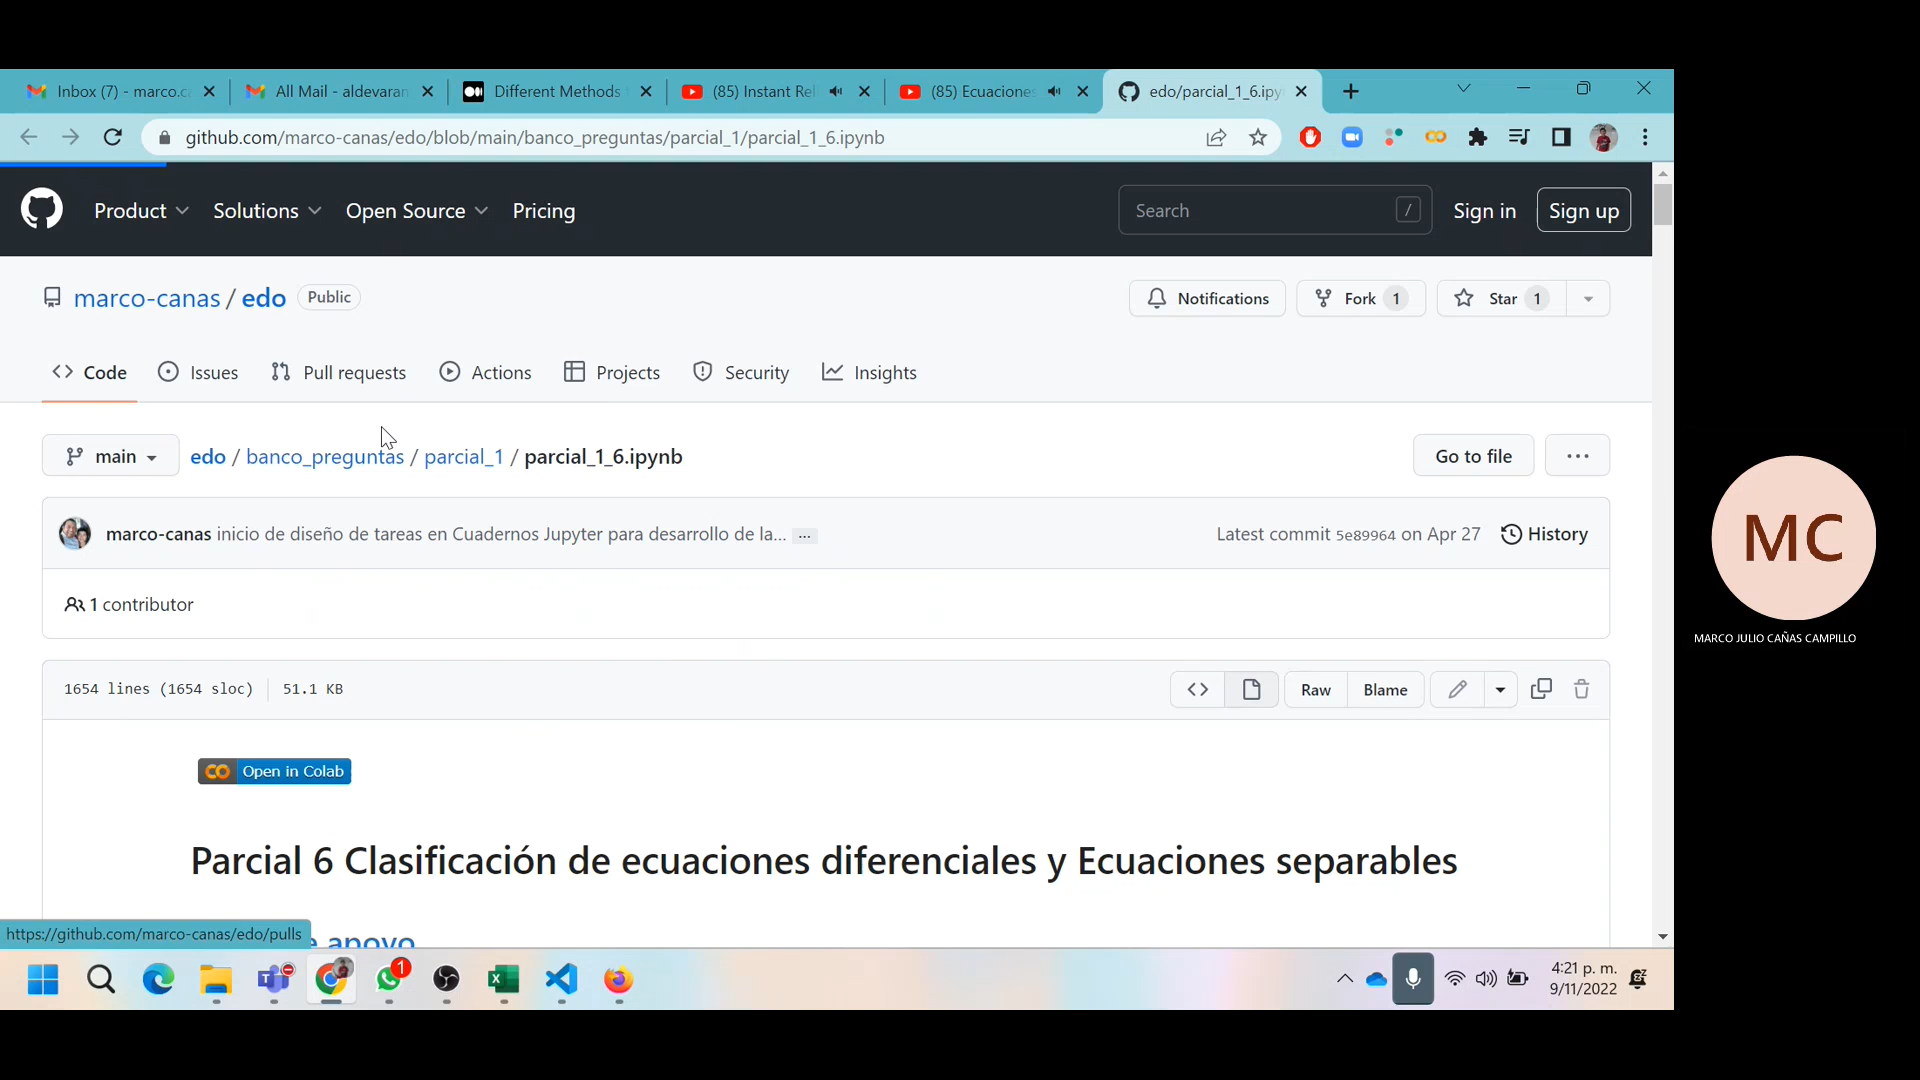 Inbox (7) - marco.c
All Mail - aldevaran
Different Methods
(85) Instant Rel
(85) Ecuaciones
edo/parcial_1_6.ipy
github.com/marco-canas/edo/blob/main/banco_preguntas/parcial_1/parcial_1_6.ipynb
Product
Solutions
Open Source
Pricing
Search
/
Sign in
Sign up
marco-canas / edo
Public
Notifications
Fork 1
Star 1
Code
Issues
Pull requests
Actions
Projects
Security
Insights
main
edo / banco_preguntas / parcial_1 / parcial_1_6.ipynb
Go to file
...
marco-canas inicio de diseño de tareas en Cuadernos Jupyter para desarrollo de la... ...
Latest commit 5e89964 on Apr 27
History
1 contributor
1654 lines (1654 sloc)
51.1 KB
Raw
Blame
Open in Colab
Parcial 6 Clasificación de ecuaciones diferenciales y Ecuaciones separables
e apoyo
https://github.com/marco-canas/edo/pulls
1
4:21 p. m.
9/11/2022
MC
MARCO JULIO CAÑAS CAMPILLO